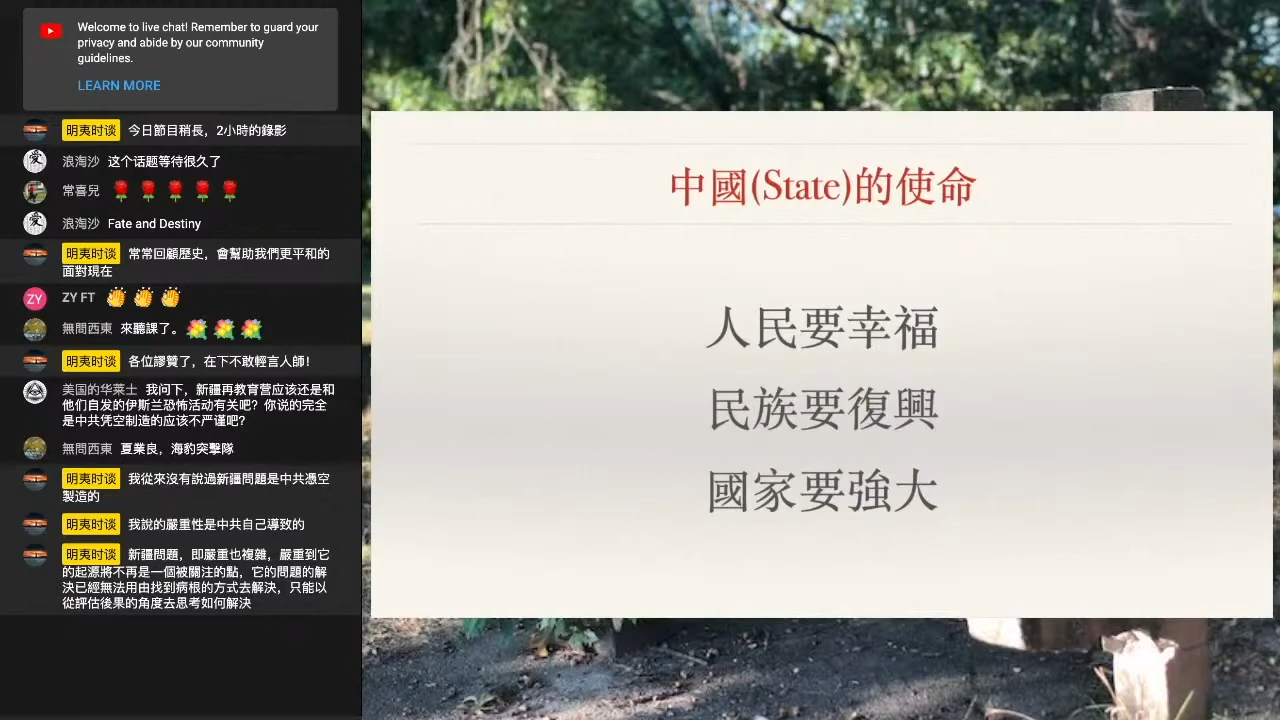 Welcome to live chat! Remember to guard your
privacy and abide by our community
guidelines.
LEARN MORE
明夷时谈 今日節目稍長，2小時的錄影
浪淘沙 这个话题等待很久了
常喜兒
浪淘沙 Fate and Destiny
明夷时谈 常常回顧歷史，會幫助我們更平和的
面對現在
ZY ZY FT
無問西東 來聽課了。
明夷时谈 各位謬贊了，在下不敢輕言人師！
美国的华莱士 我问下，新疆再教育营应该还是和
他们自发的伊斯兰恐怖活动有关吧？你说的完全
是中共凭空制造的应该不严谨吧？
無問西東 夏業良，海豹突擊隊
明夷时谈 我從來沒有說過新疆問題是中共憑空
製造的
明夷时谈 我說的嚴重性是中共自己導致的
明夷时谈 新疆問題，即嚴重也複雜，嚴重到它
的起源將不再是一個被關注的點，它的問題的解
決已經無法用由找到病根的方式去解決，只能以
從評估後果的角度去思考如何解決
中國(State)的使命
人民要幸福
民族要復興
國家要強大